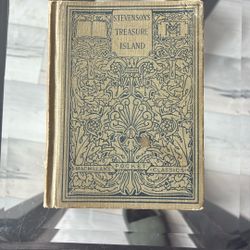 STEVENSON'S
TREASURE
ISLAND
MACMILLAN'S POCKET CLASSICS